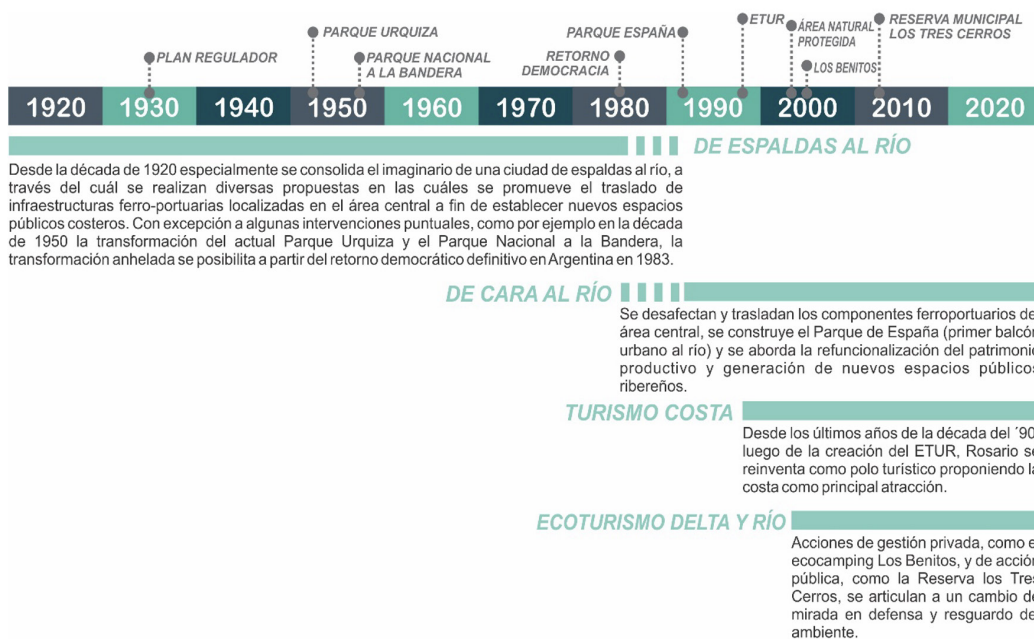 ETUR
RESERVA MUNICIPAL
LOS TRES CERROS
PARQUE URQUIZA
PARQUE ESPAÑA
ÁREA NATURAL
PROTEGIDA
PLAN REGULADOR
PARQUE NACIONAL
A LA BANDERA
RETORNO
DEMOCRACIA
LOS BENITOS
1920 1930 1940 1950 1960 1970 1980 1990 2000 2010 2020
DE ESPALDAS AL RÍO
Desde la década de 1920 especialmente se consolida el imaginario de una ciudad de espaldas al río, a
través del cuál se realizan diversas propuestas en las cuáles se promueve el traslado de
infraestructuras ferro-portuarias localizadas en el área central a fin de establecer nuevos espacios
públicos costeros. Con excepción a algunas intervenciones puntuales, como por ejemplo en la década
de 1950 la transformación del actual Parque Urquiza y el Parque Nacional a la Bandera, la
transformación anhelada se posibilita a partir del retorno democrático definitivo en Argentina en 1983.
DE CARA AL RÍO
Se desafectan y trasladan los componentes ferroportuarios de
área central, se construye el Parque de España (primer balcón
urbano al río) y se aborda la refuncionalización del patrimonio
productivo y generación de nuevos espacios públicos
ribereños.
TURISMO COSTA
Desde los últimos años de la década del ´90
luego de la creación del ETUR, Rosario se
reinventa como polo turistico proponiendo la
costa como principal atracción.
ECOTURISMO DELTA Y RÍO
Acciones de gestión privada, como e
ecocamping Los Benitos, y de acción
pública, como la Reserva los Tres
Cerros, se articulan a un cambio de
mirada en defensa y resguardo de
ambiente.